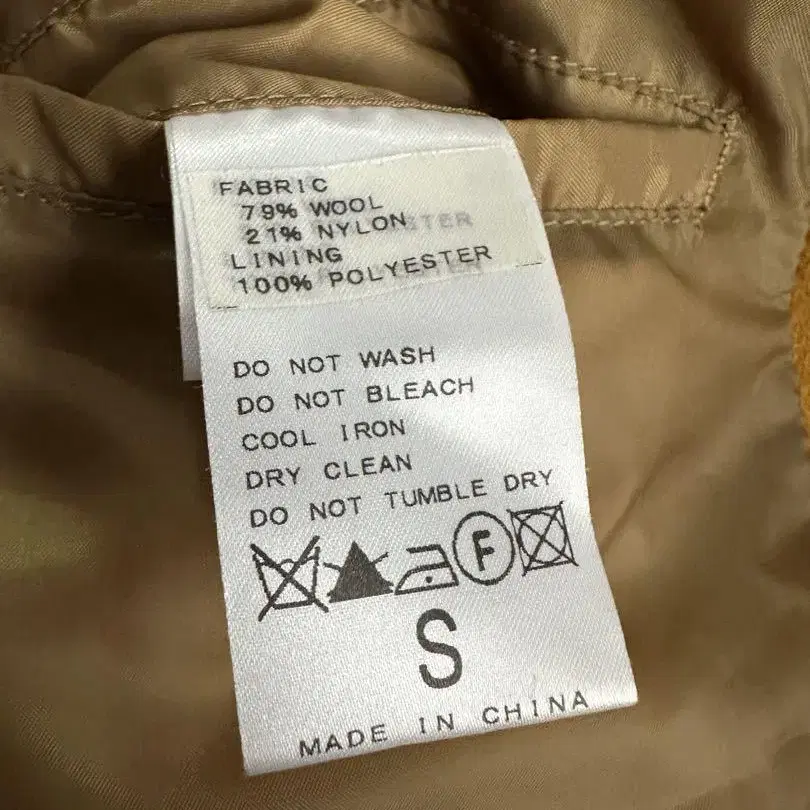 FABRIC
79% WOOL
21% NYLON
LINING
100% POLYESTER
DO NOT WASH
DO NOT BLEACH
COOL IRON
DRY CLEAN
DO NOT TUMBLE DRY
F
S
MADE IN CHINA